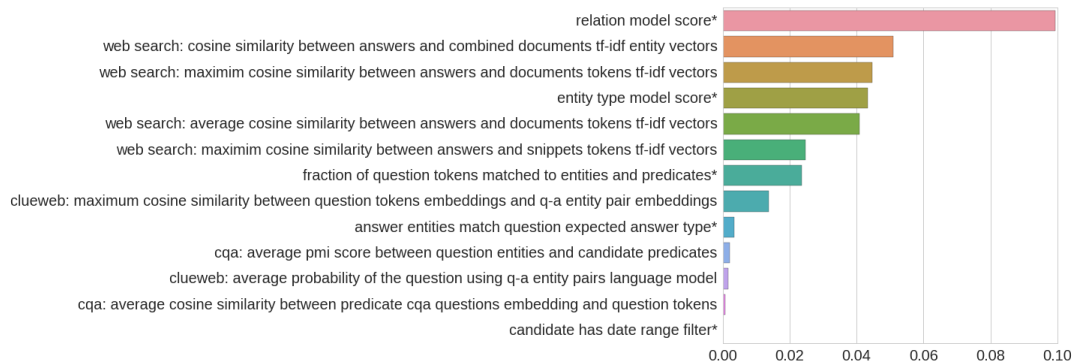 relation model score*
web search: cosine similarity between answers and combined documents tf-idf entity vectors
web search: maximim cosine similarity between answers and documents tokens tf-idf vectors
entity type model score*
web search: average cosine similarity between answers and documents tokens tf-idf vectors
web search: maximim cosine similarity between answers and snippets tokens tf-idf vectors
fraction of question tokens matched to entities and predicates*
clueweb: maximum cosine similarity between question tokens embeddings and q-a entity pair embeddings
answer entities match question expected answer type*
cqa: average pmi score between question entities and candidate predicates
clueweb: average probability of the question using q-a entity pairs language model
cqa: average cosine similarity between predicate cqa questions embedding and question tokens
candidate has date range filter*
0.00 0.02 0.04 0.06 0.08 0.10